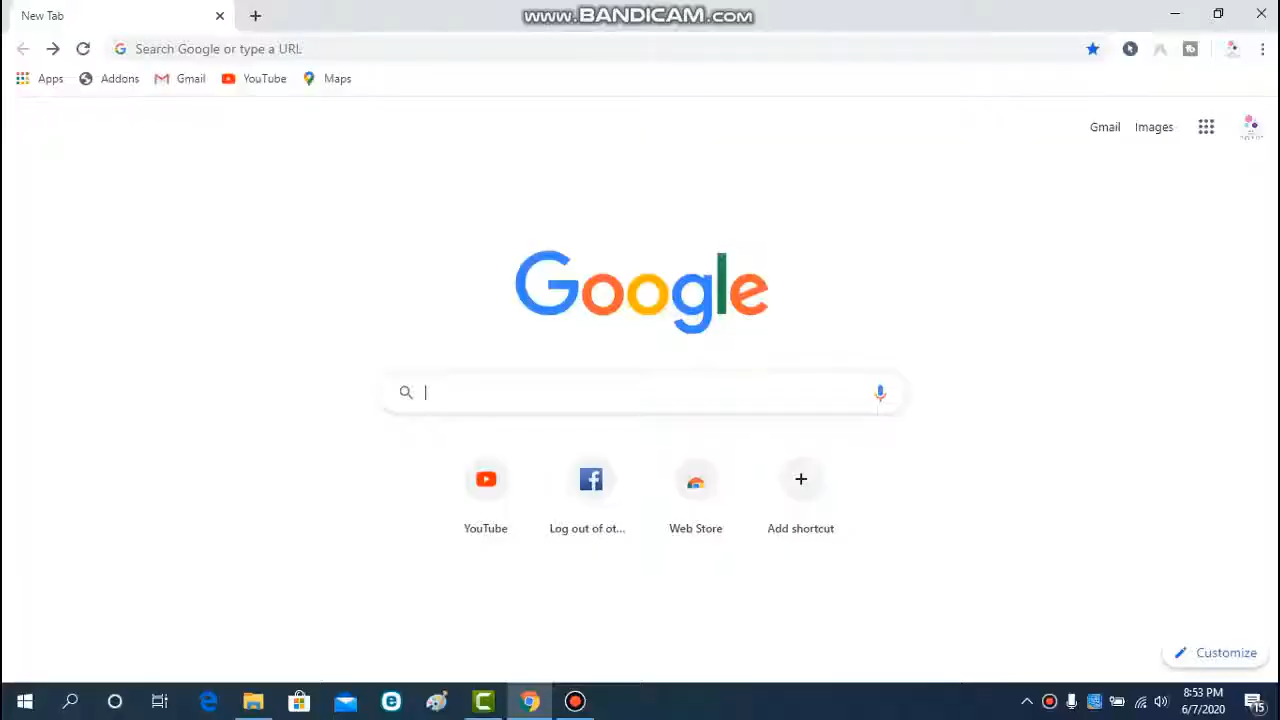 New Tab
www.BANDICAM.com
Search Google or type a URL
Apps Addons Gmail YouTube Maps
Gmail Images
Google
YouTube Log out of ot... Web Store Add shortcut
Customize
8:53 PM
6/7/2020
15